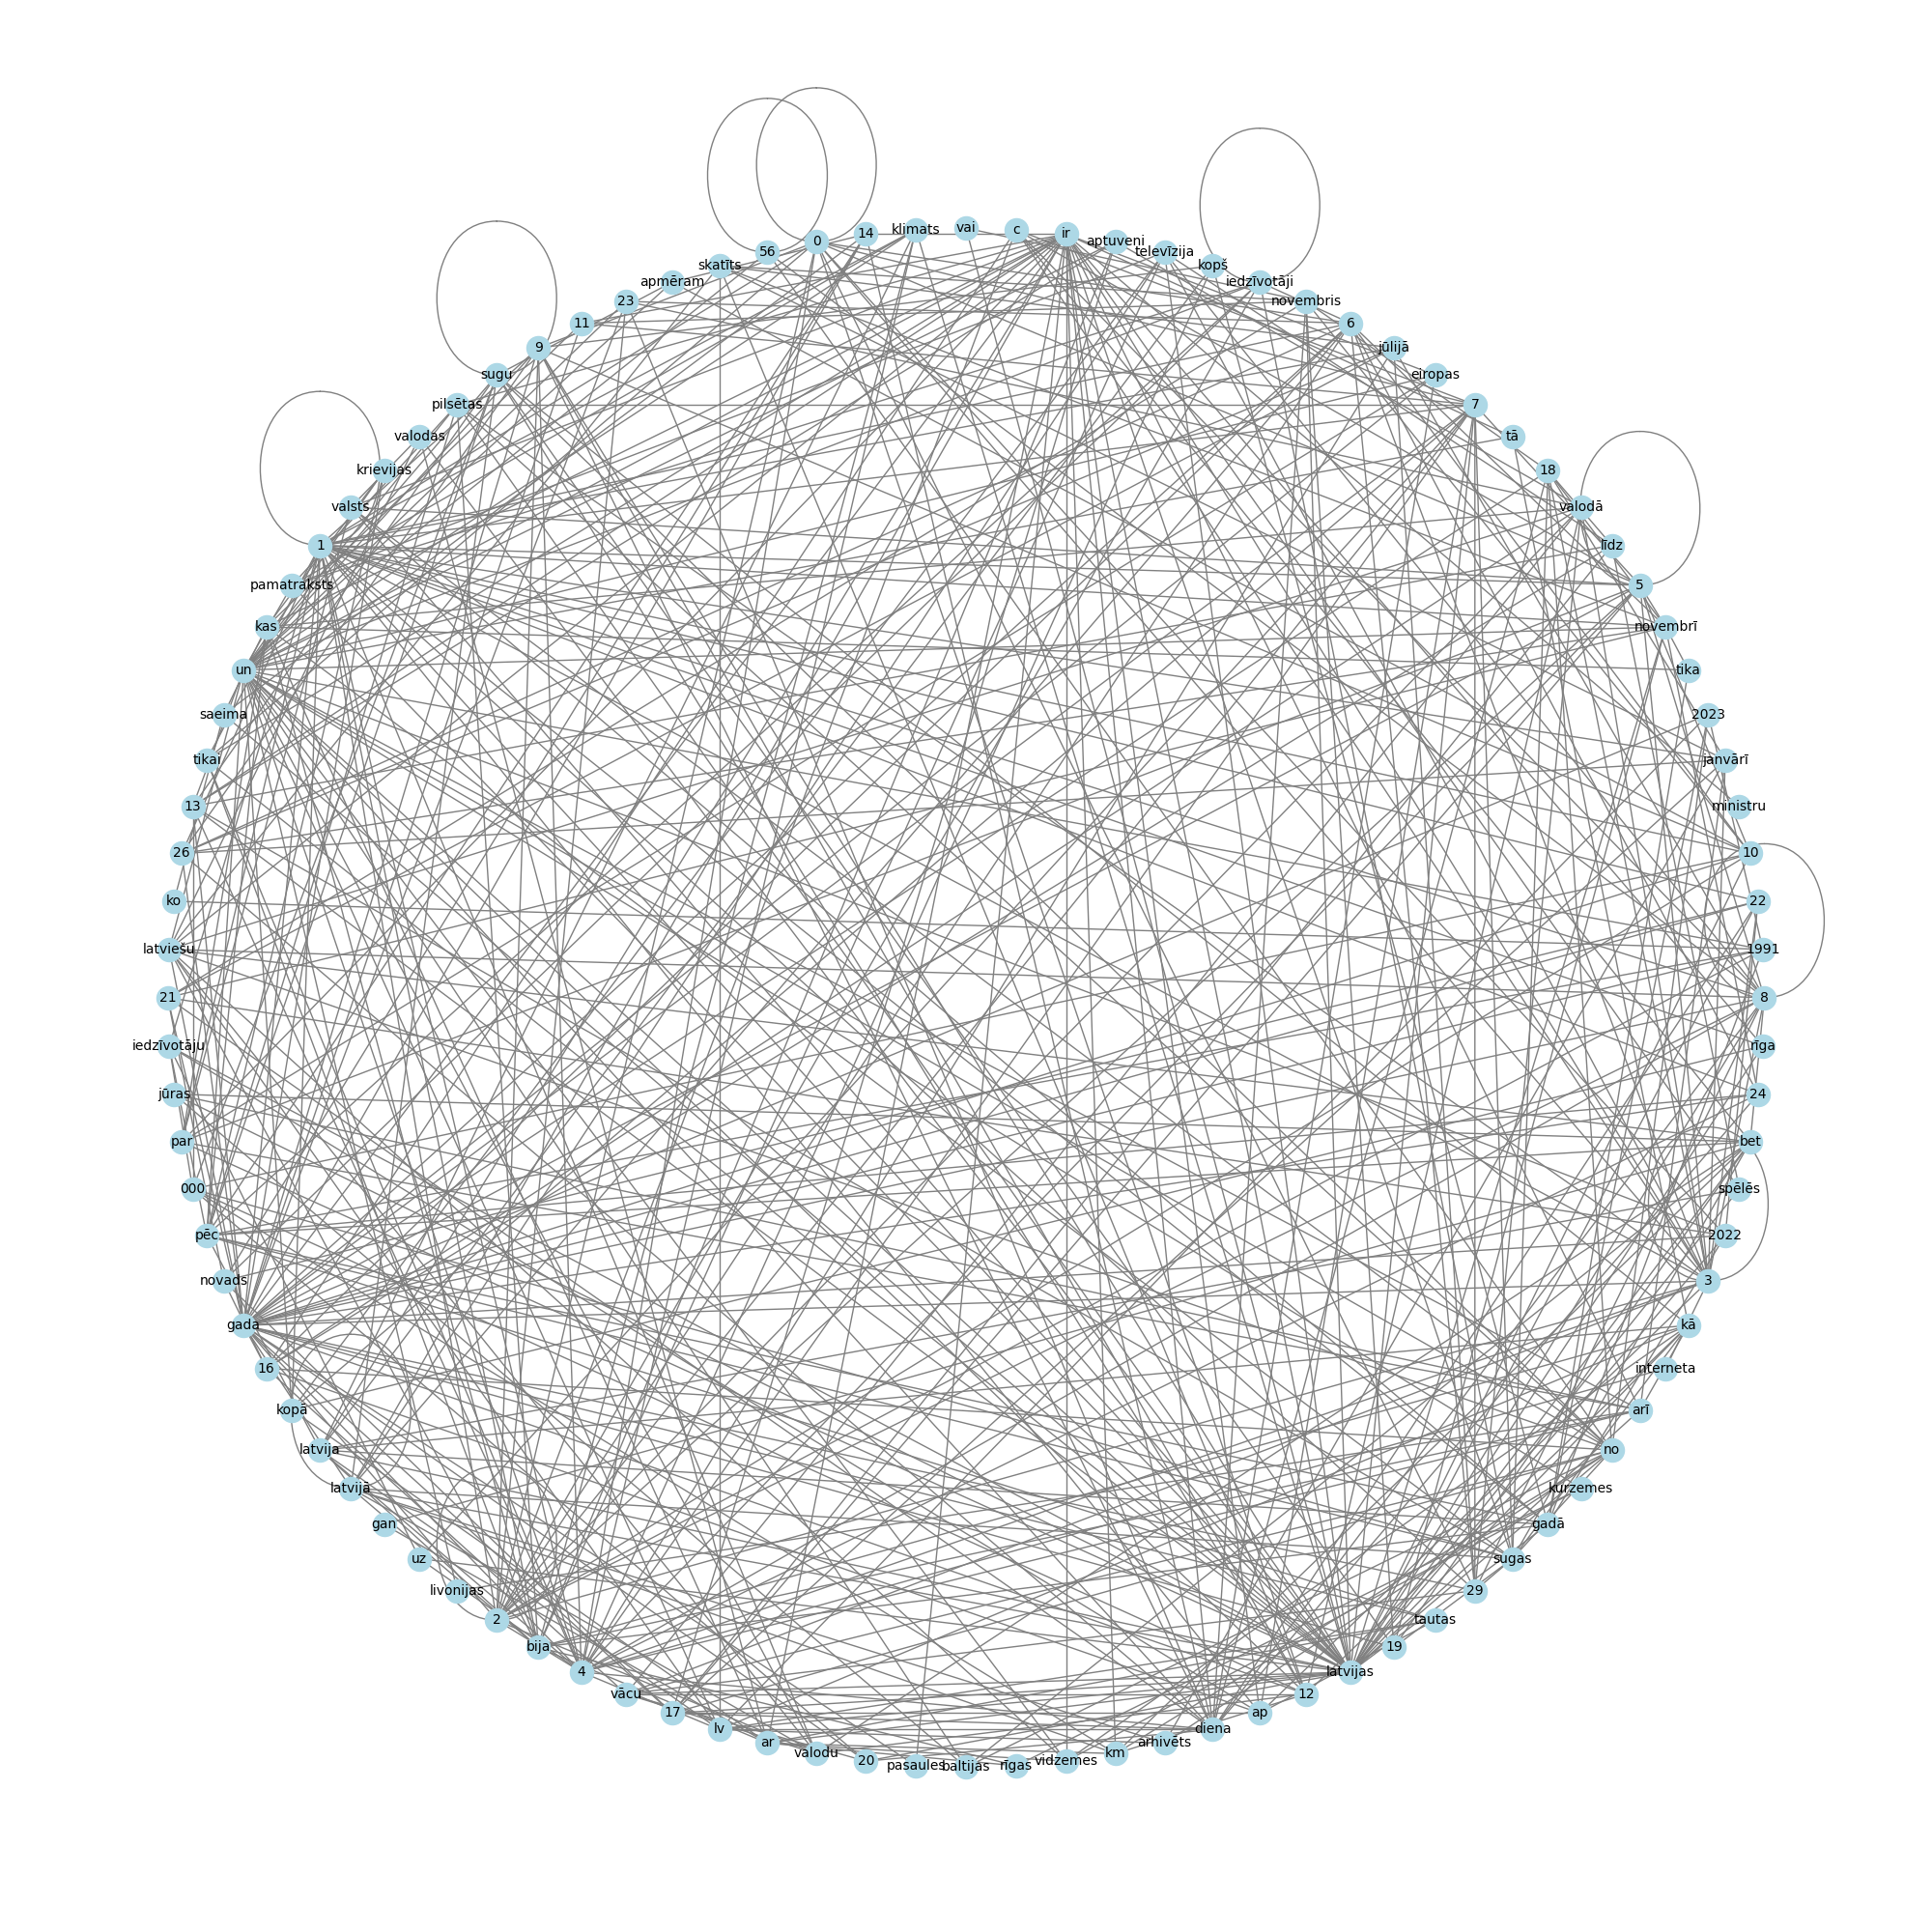 klimats
vai
c
ir
14
aptuveni
0
televīzija
56
kopš
skatīts
iedzīvotāji
apmēram
novembris
23
6
11
jūlijā
9
eiropas
sugu
7
pilsētas
tā
valodas
18
krievijas
valodā
valsts
līdz
1
5
pamatraksts
novembrī
kas
tika
un
2023
saeima
janvārī
tikai
ministru
13
10
26
22
ko
1991
latviešu
8
21
rīga
iedzīvotāju
24
jūras
bet
par
spēlēs
000
2022
pēc
3
novads
kā
gada
interneta
16
arī
kopā
no
latvija
kurzemes
latvijā
gadā
gan
sugas
uz
29
livonijas
tautas
2
19
bija
latvijas
4
12
vācu
ap
17
diena
lv
arhivēts
ar
km
valodu
vidzemes
20
rīgas
pasaules
baltijas